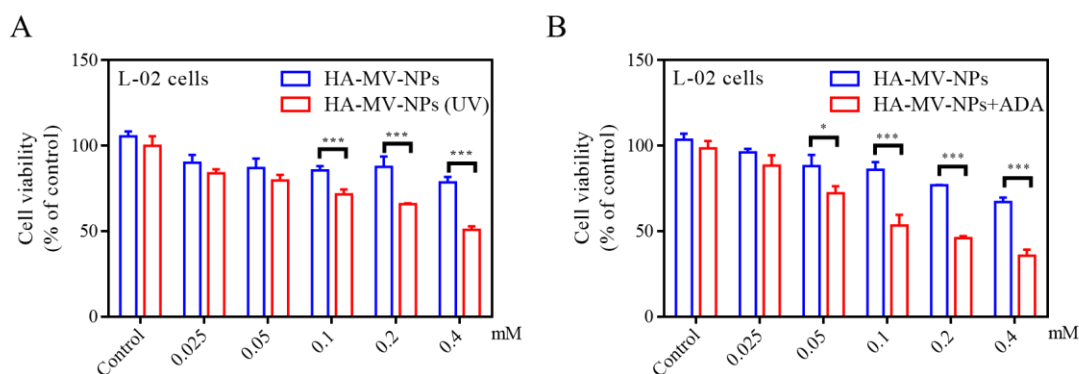 A
Cell viability
(% of control)
150
100
50
0
L-02 cells
HA-MV-NPs
HA-MV-NPs (UV)
***
***
***
Control
0.025
0.05
0.1
0.2
0.4
mM
B
Cell viability
(% of control)
150
100
50
0
L-02 cells
HA-MV-NPs
HA-MV-NPs+ADA
*
***
***
***
Control
0.025
0.05
0.1
0.2
0.4
mM